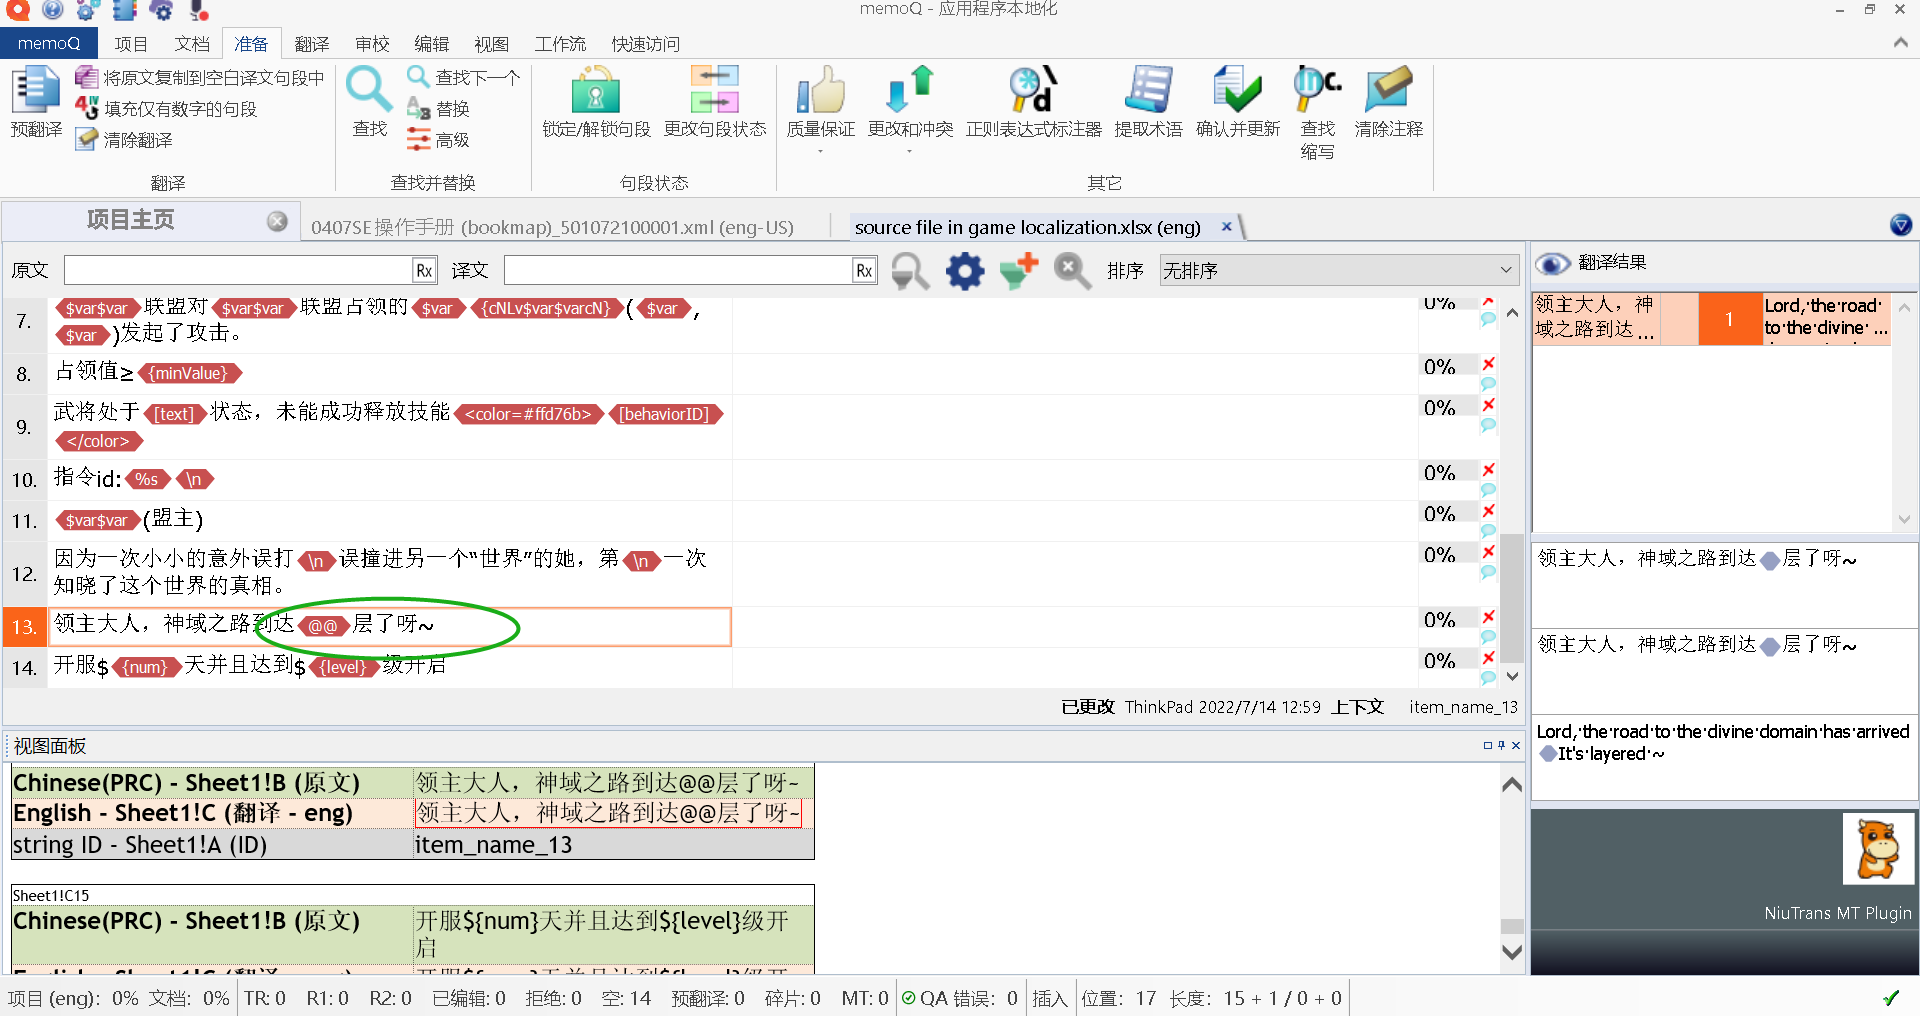 memoQ - 应用程序本地化
memoQ 项目 文档 准备 翻译 审校 编辑 视图 工作流 快速访问
预翻译
将原文复制到空白译文句段中
填充仅有数字的句段
清除翻译
翻译
查找
查找下一个
替换
高级
查找并替换
锁定/解锁句段 更改句段状态
句段状态
质量保证 更改和冲突 正则表达式标注器 提取术语 确认并更新 查找缩写 清除注释
其它
项目主页 0407SE操作手册 (bookmap)_501072100001.xml (eng-US) source file in game localization.xlsx (eng)
原文 Rx 译文 Rx 排序 无排序
7. $var$var 联盟对 $var$var 联盟占领的 $var {cNLv$var$varcN} ( $var ,
$var )发起了攻击。 0%
8. 占领值≥ {minValue} 0%
9. 武将处于 [text] 状态，未能成功释放技能 <color=#ffd76b> [behaviorID]
</color> 0%
10. 指令id: %s \n 0%
11. $var$var (盟主) 0%
12. 因为一次小小的意外误打 \n 误撞进另一个“世界”的她，第 \n 一次
知晓了这个世界的真相。 0%
13. 领主大人，神域之路到达 @@ 层了呀~ 0%
14. 开服$ {num} 天并且达到$ {level} 级开启 0%
已更改 ThinkPad 2022/7/14 12:59 上下文 item_name_13
视图面板
Chinese(PRC) - Sheet1!B (原文) 领主大人，神域之路到达@@层了呀~
English - Sheet1!C (翻译 - eng) 领主大人，神域之路到达@@层了呀~
string ID - Sheet1!A (ID) item_name_13
Sheet1!C15
Chinese(PRC) - Sheet1!B (原文) 开服${num}天并且达到${level}级开
启
English - Sheet1!C (翻译 - eng) 开服${num}天并且达到${level}级开
翻译结果
领主大人，神
域之路到达...
1
Lord,·the·road·
to·the·divine·...
领主大人，神域之路到达层了呀~
领主大人，神域之路到达层了呀~
Lord,·the·road·to·the·divine·domain·has·arrived
It's·layered·~
NiuTrans MT Plugin
项目 (eng): 0% 文档: 0% TR: 0 R1: 0 R2: 0 已编辑: 0 拒绝: 0 空: 14 预翻译: 0 碎片: 0 MT: 0 QA 错误: 0 插入 位置: 17 长度: 15 + 1 / 0 + 0